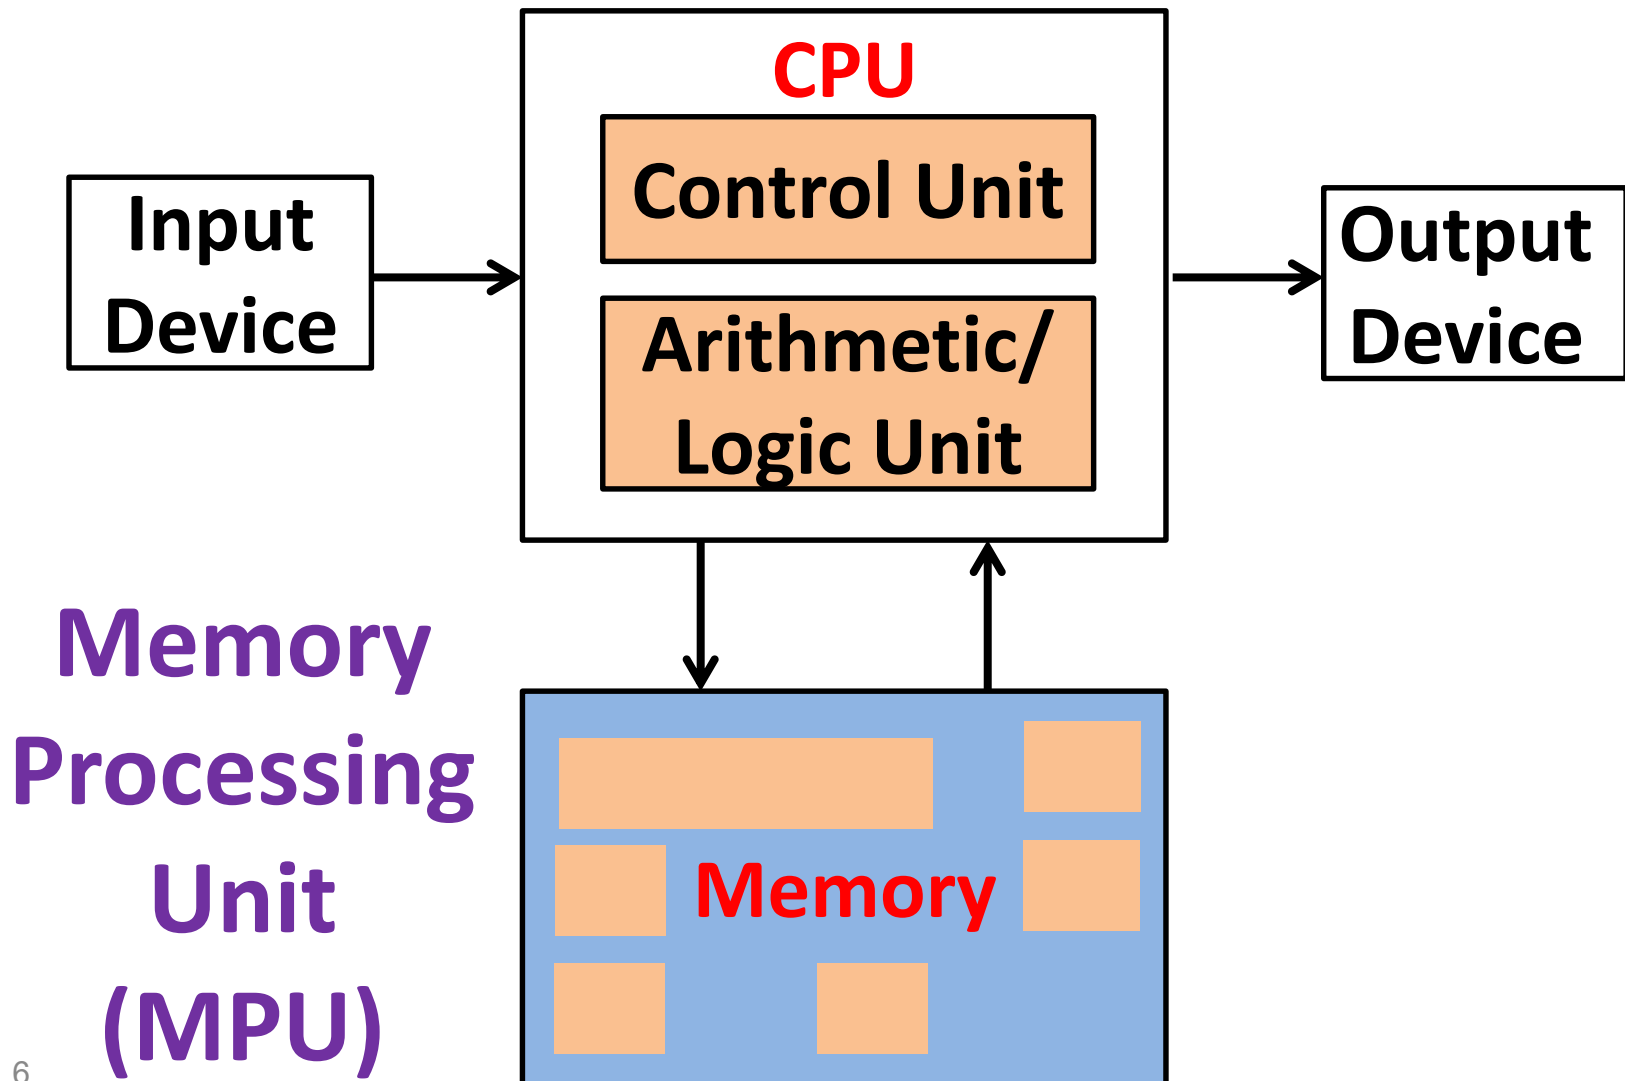 CPU
Control Unit
Input
Device
Arithmetic/
Logic Unit
Output
Device
Memory
Processing
Unit
(MPU)
Memory
6